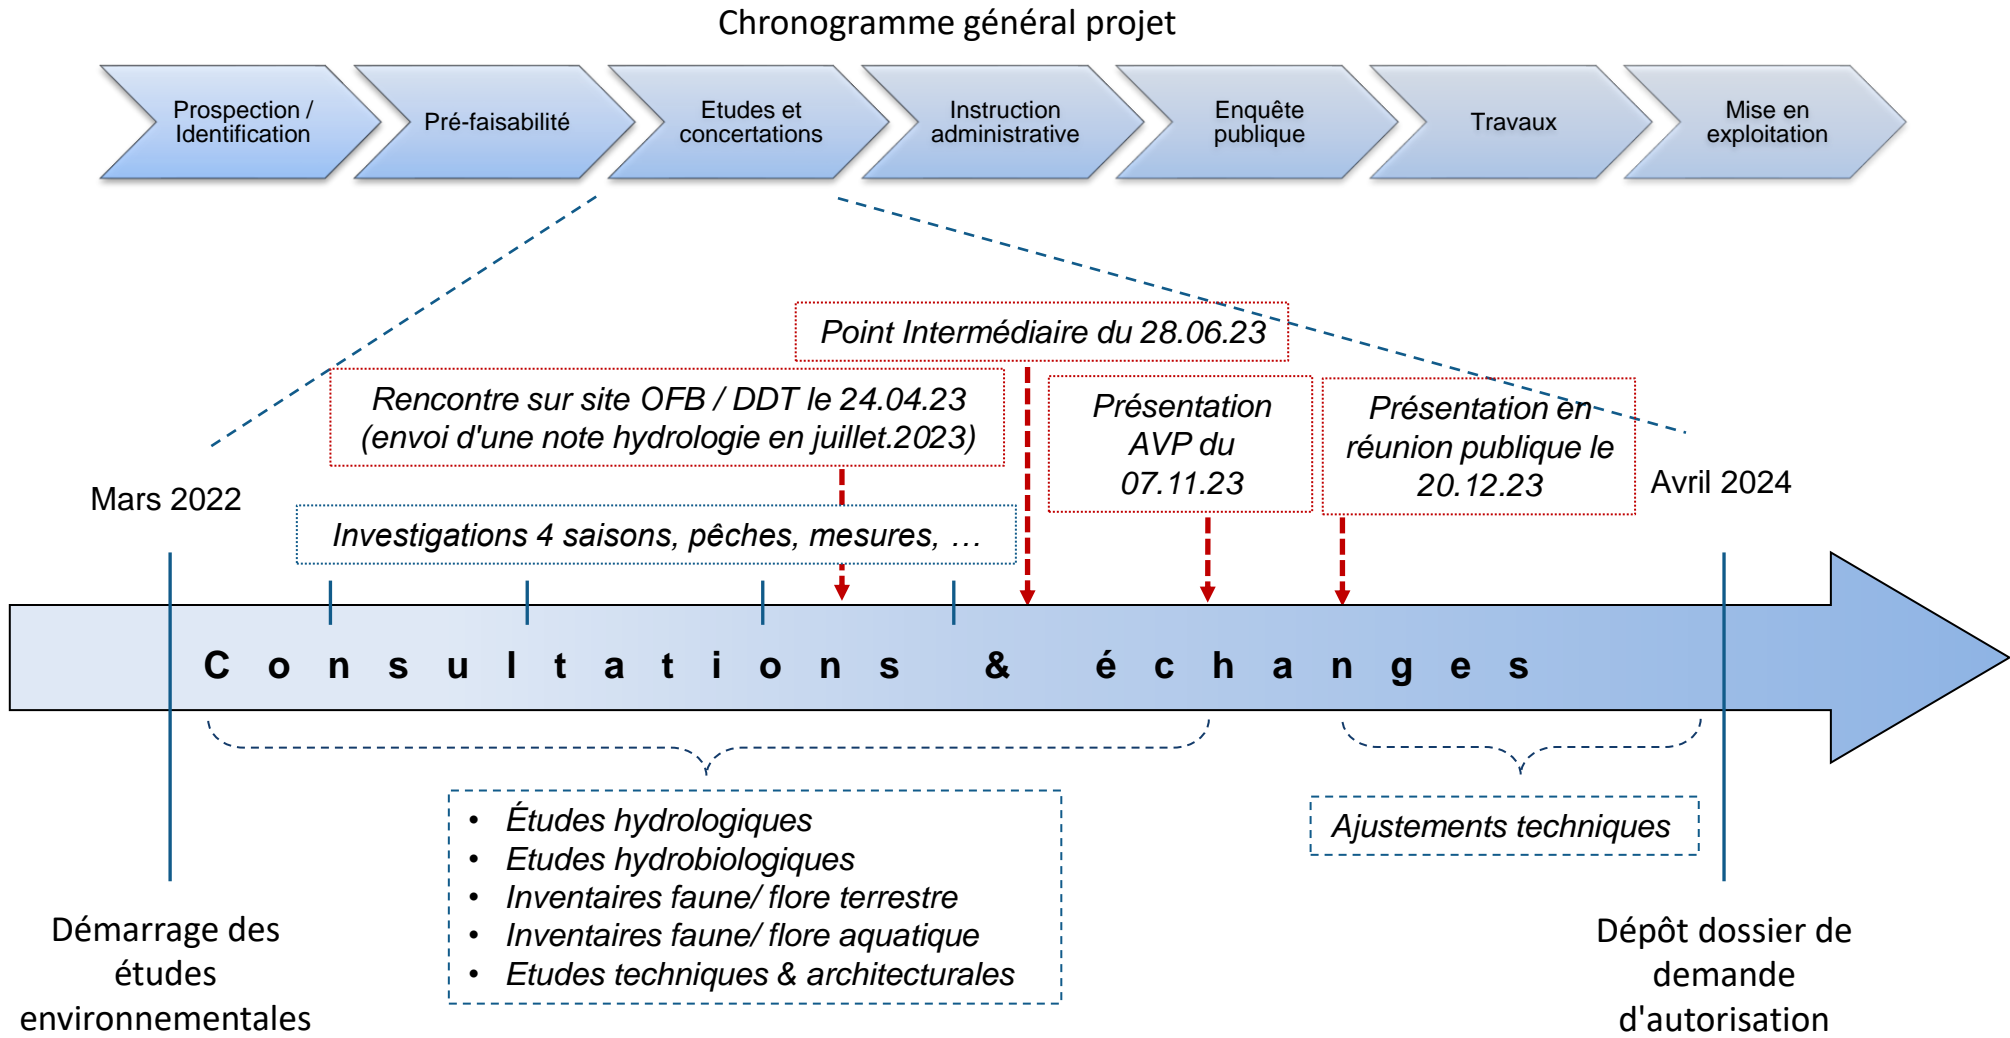 Chronogramme général projet
Prospection /
Identification
Pré-faisabilité
Etudes et
concertations
Instruction
administrative
Enquête
publique
Travaux
Mise en
exploitation
Point Intermédiaire du 28.06.23
Rencontre sur site OFB / DDT le 24.04.23
(envoi d'une note hydrologie en juillet.2023)
Présentation
AVP du
07.11.23
Présentation en
réunion publique le
20.12.23
Mars 2022
Avril 2024
Investigations 4 saisons, pêches, mesures, …
Consultations & échanges
• Études hydrologiques
• Etudes hydrobiologiques
• Inventaires faune/ flore terrestre
• Inventaires faune/ flore aquatique
• Etudes techniques & architecturales
Ajustements techniques
Démarrage des
études
environnementales
Dépôt dossier de
demande
d'autorisation